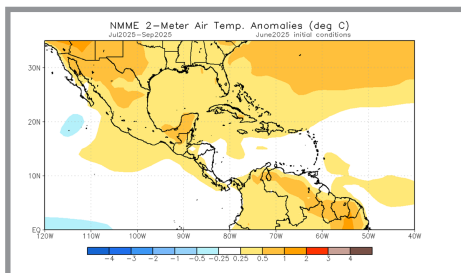 NMME 2-Meter Air Temp. Anomalies (deg C)
Jul2025-Sep2025 June2025 initial conditions
30N
20N
10N
EQ
120W 110W 100W 90W 80W 70W 60W 50W 40W
-4 -3 -2 -1 -0.5 -0.25 0.25 0.5 1 2 3 4